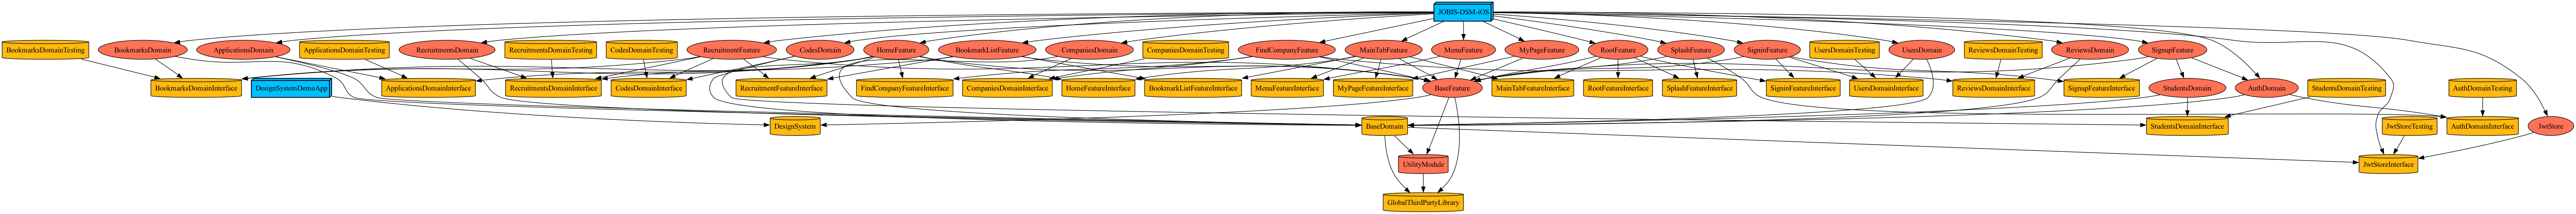 JOBIS-DSM-iOS
BookmarksDomainTesting
BookmarksDomain
ApplicationsDomain
ApplicationsDomainTesting
RecruitmentsDomain
RecruitmentsDomainTesting
CodesDomainTesting
RecruitmentFeature
CodesDomain
HomeFeature
BookmarkListFeature
CompaniesDomain
CompaniesDomainTesting
FindCompanyFeature
MainTabFeature
MenuFeature
MyPageFeature
RootFeature
SplashFeature
SigninFeature
UsersDomainTesting
UsersDomain
ReviewsDomainTesting
ReviewsDomain
SignupFeature
BookmarksDomainInterface
DesignSystemDemoApp
ApplicationsDomainInterface
RecruitmentsDomainInterface
CodesDomainInterface
RecruitmentFeatureInterface
FindCompanyFeatureInterface
CompaniesDomainInterface
HomeFeatureInterface
BookmarkListFeatureInterface
MenuFeatureInterface
MyPageFeatureInterface
BaseFeature
MainTabFeatureInterface
RootFeatureInterface
SplashFeatureInterface
SigninFeatureInterface
UsersDomainInterface
ReviewsDomainInterface
SignupFeatureInterface
StudentsDomain
AuthDomain
StudentsDomainTesting
AuthDomainTesting
DesignSystem
BaseDomain
StudentsDomainInterface
JwtStoreTesting
AuthDomainInterface
JwtStore
UtilityModule
JwtStoreInterface
GlobalThirdPartyLibrary